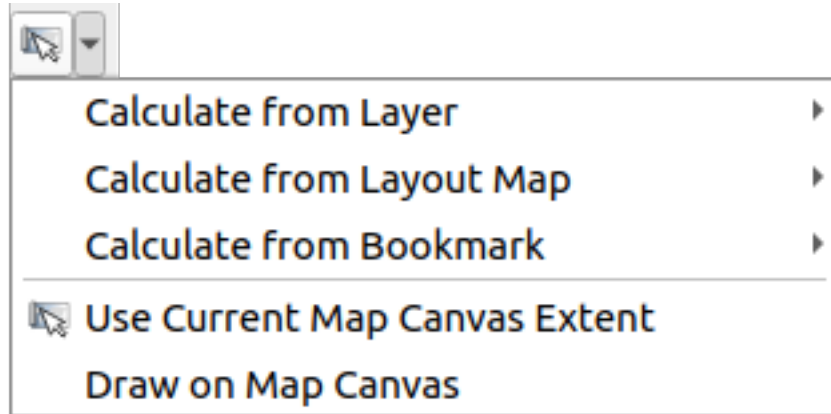 Calculate from Layer
Calculate from Layout Map
Calculate from Bookmark
Use Current Map Canvas Extent
Draw on Map Canvas